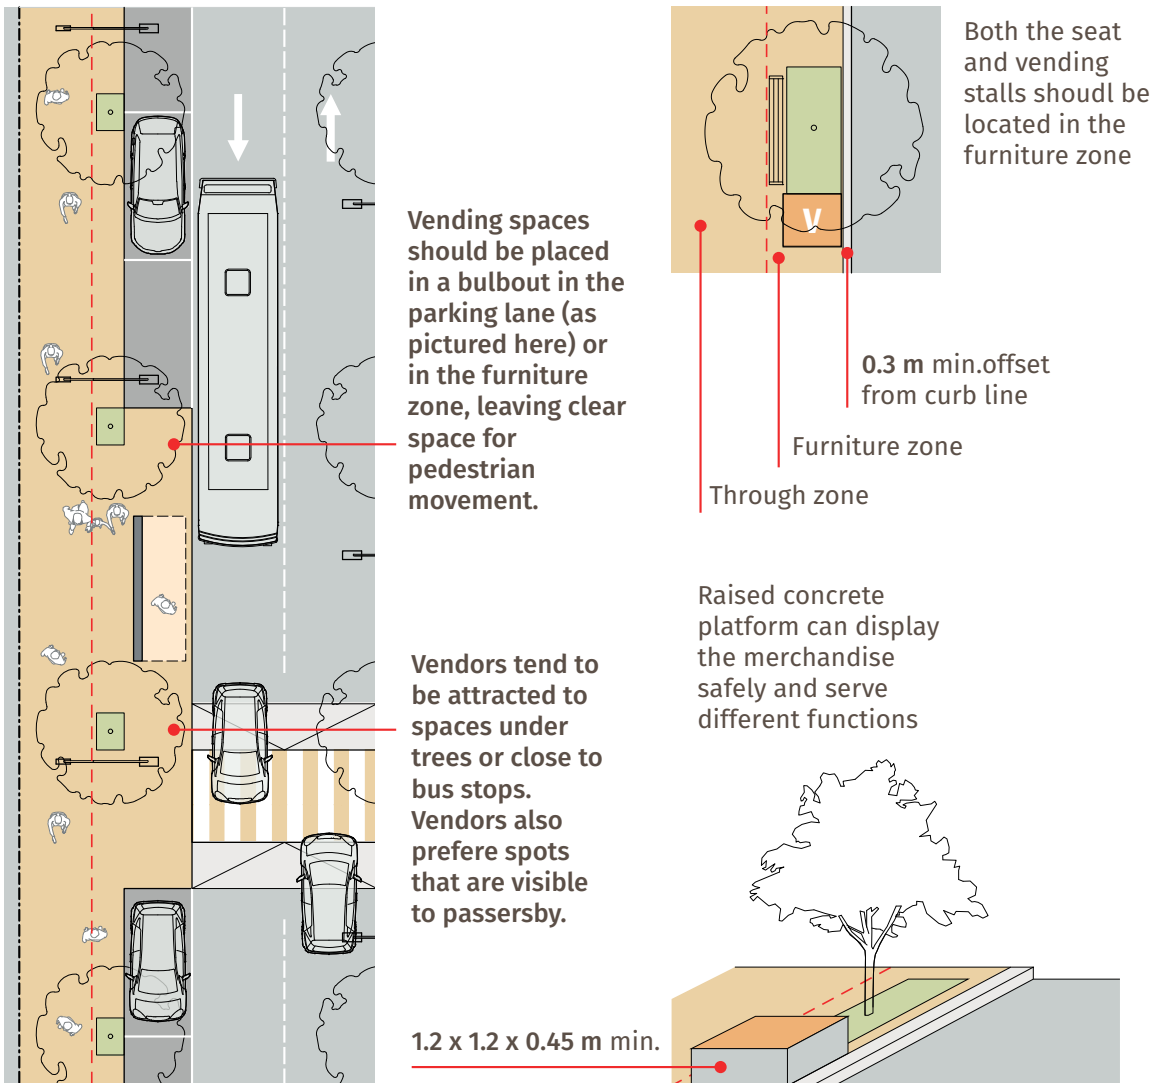 Both the seat
and vending
stalls shoudl be
located in the
furniture zone
V
0.3 m min.offset
from curb line
Furniture zone
Through zone
Vending spaces
should be placed
in a bulbout in the
parking lane (as
pictured here) or
in the furniture
zone, leaving clear
space for
pedestrian
movement.
Vendors tend to
be attracted to
spaces under
trees or close to
bus stops.
Vendors also
prefere spots
that are visible
to passersby.
Raised concrete
platform can display
the merchandise
safely and serve
different functions
1.2 x 1.2 x 0.45 m min.